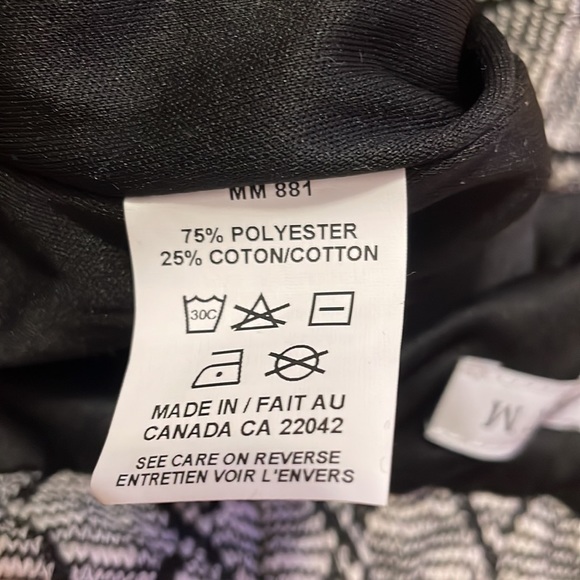 MM 881
75% POLYESTER
25% COTON/COTTON
30C
MADE IN / FAIT AU
CANADA CA 22042
SEE CARE ON REVERSE
ENTRETIEN VOIR L'ENVERS
M